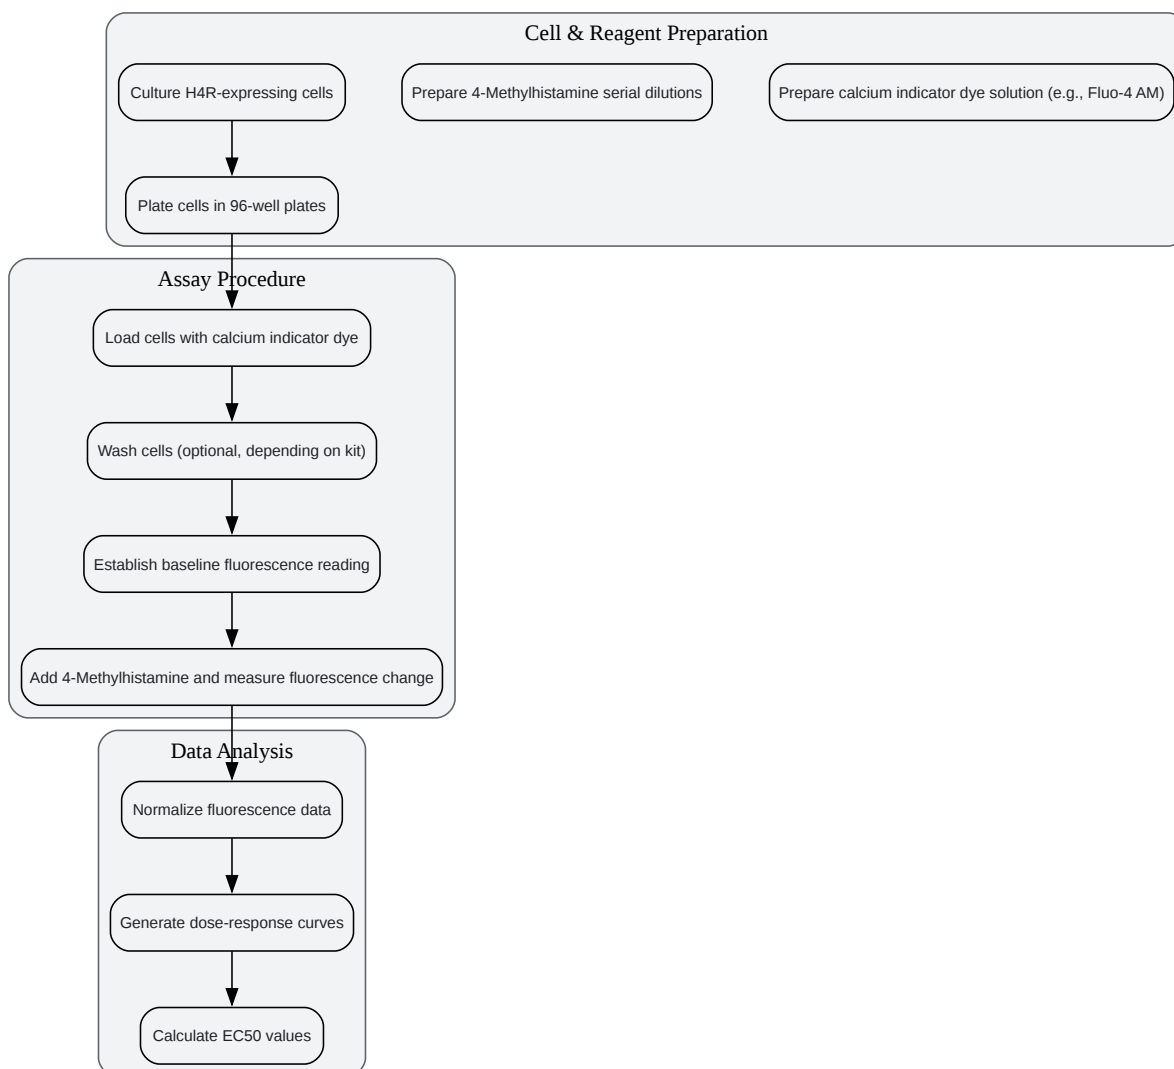 Cell & Reagent Preparation
Culture H4R-expressing cells
Prepare 4-Methylhistamine serial dilutions
Prepare calcium indicator dye solution (e.g., Fluo-4 AM)
Plate cells in 96-well plates
Assay Procedure
Load cells with calcium indicator dye
Wash cells (optional, depending on kit)
Establish baseline fluorescence reading
Add 4-Methylhistamine and measure fluorescence change
Data Analysis
Normalize fluorescence data
Generate dose-response curves
Calculate EC50 values